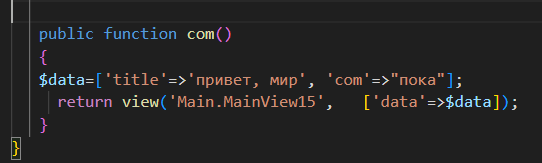 public function com()
{
$data=['title'=>'привет, мир', 'com'=>"пока"];
return view('Main.MainView15', ['data'=>$data]);
}
}